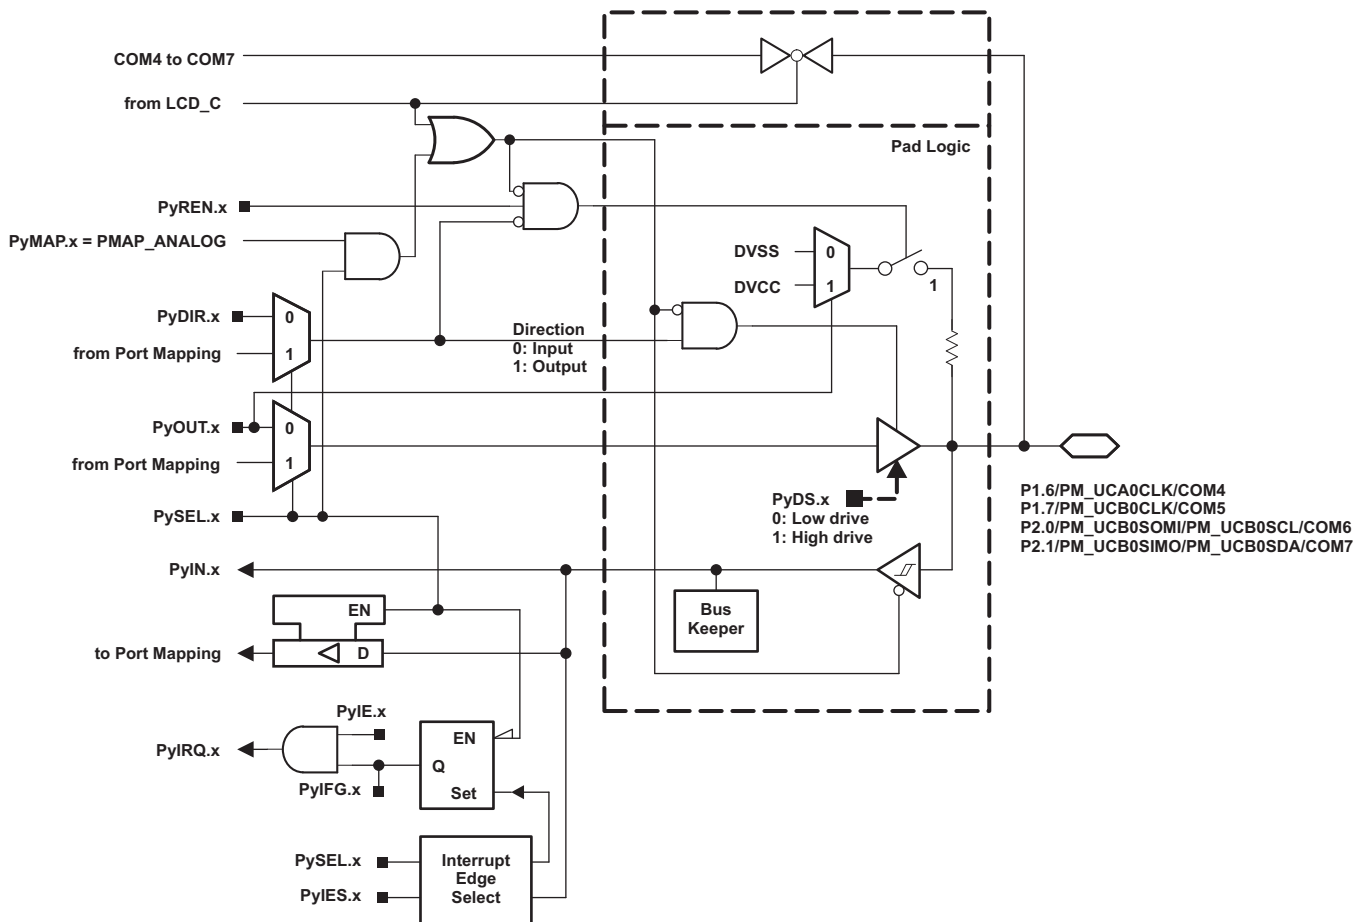 COM4 to COM7
from LCD_C
Pad Logic
PyREN.x
PyMAP.x = PMAP_ANALOG
DVSS
0
DVCC
1
1
PyDIR.x
0
from Port Mapping
1
Direction
0: Input
1: Output
PyOUT.x
0
from Port Mapping
1
PyDS.x
0: Low drive
1: High drive
P1.6/PM_UCA0CLK/COM4
P1.7/PM_UCB0CLK/COM5
P2.0/PM_UCB0SOMI/PM_UCB0SCL/COM6
P2.1/PM_UCB0SIMO/PM_UCB0SDA/COM7
PySEL.x
PyIN.x
EN
Bus
Keeper
to Port Mapping
D
PyIE.x
PyIRQ.x
EN
Q
PyIFG.x
Set
PySEL.x
PyIES.x
Interrupt
Edge
Select